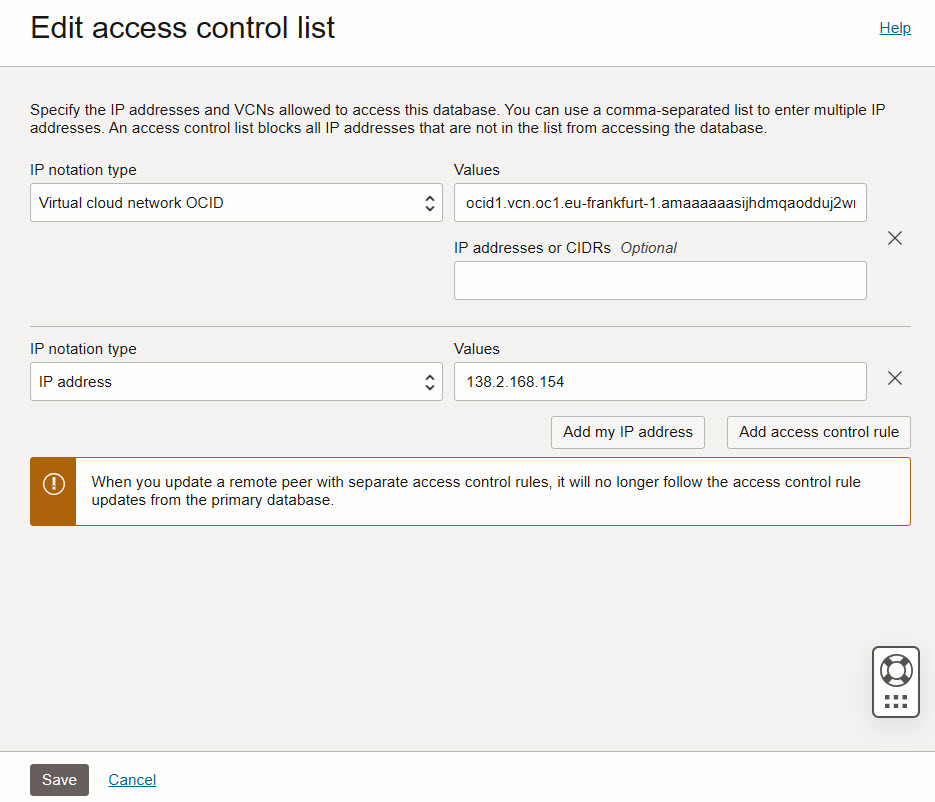 Edit access control list
Help
Specify the IP addresses and VCNs allowed to access this database. You can use a comma-separated list to enter multiple IP
addresses. An access control list blocks all IP addresses that are not in the list from accessing the database.
IP notation type
Values
Virtual cloud network OCID
ocid1.vcn.oc1.eu-frankfurt-1.amaaaaaasijhdmqaodduj2w
IP addresses or CIDRs Optional
IP notation type
Values
IP address
138.2.168.154
Add my IP address
Add access control rule
When you update a remote peer with separate access control rules, it will no longer follow the access control rule
updates from the primary database.
Save
Cancel